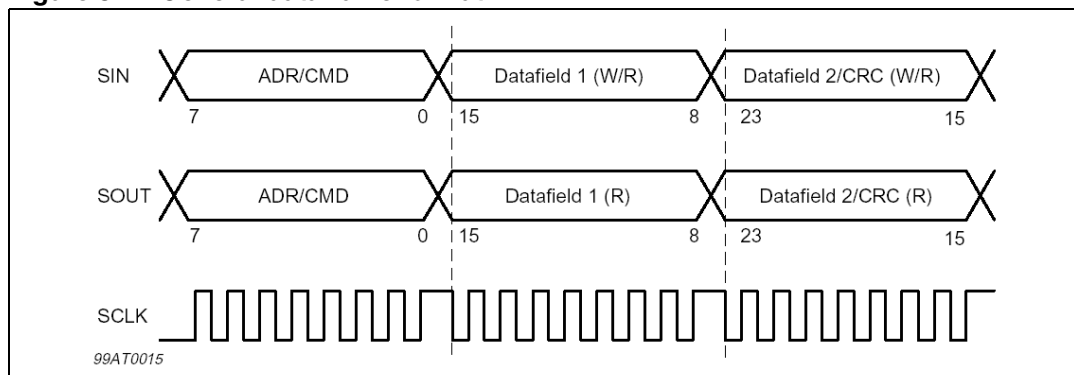 SIN ADR/CMD Datafield 1 (W/R) Datafield 2/CRC (W/R)
7 0 15 8 23 15
SOUT ADR/CMD Datafield 1 (R) Datafield 2/CRC (R)
7 0 15 8 23 15
SCLK
99AT0015